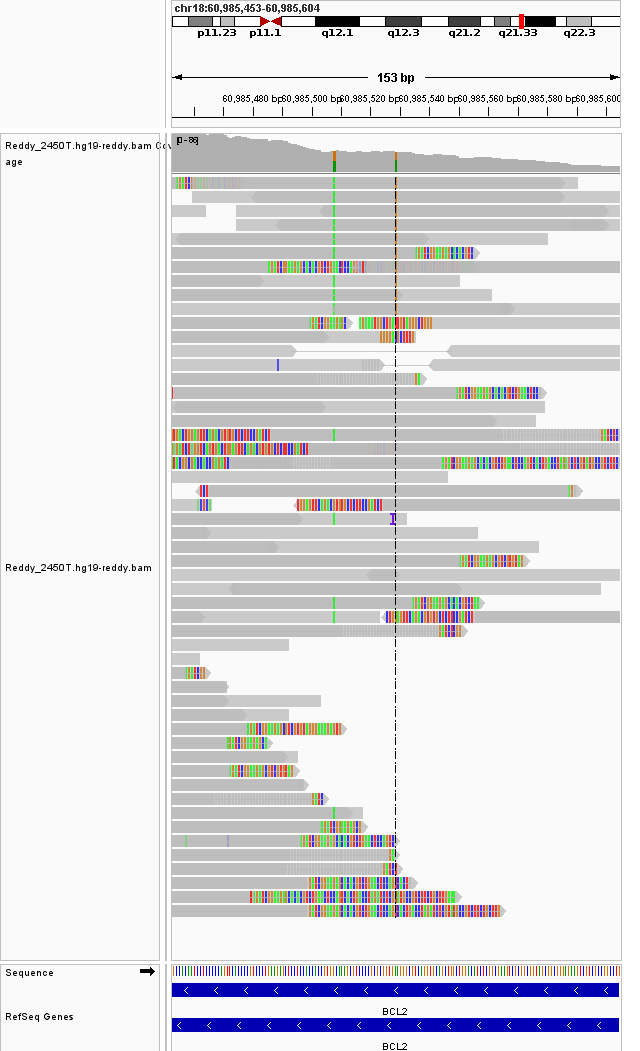 chr18:60,985,453-60,985,604
p11.23 p11.1 q12.1 q12.3 q21.2 q21.33 q22.3
153 bp
60,985,480 bp 60,985,500 bp 60,985,520 bp 60,985,540 bp 60,985,560 bp 60,985,580 bp 60,985,600
[0-86]
Reddy_2450T.hg19-reddy.bam Cov
age
I
Reddy_2450T.hg19-reddy.bam
Sequence
BCL2
RefSeq Genes
BCL2